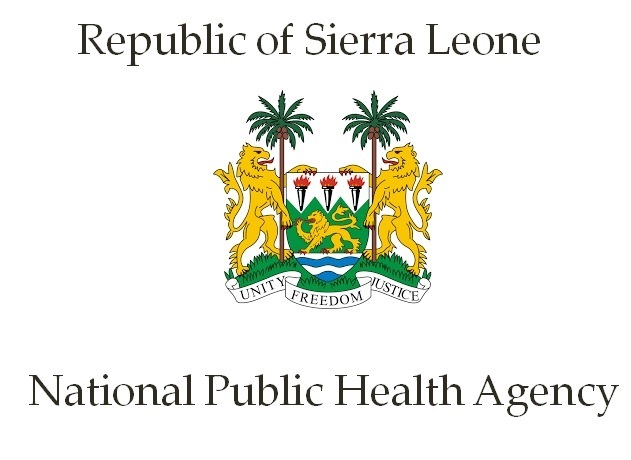 Republic of Sierra Leone
UNITY FREEDOM JUSTICE
National Public Health Agency